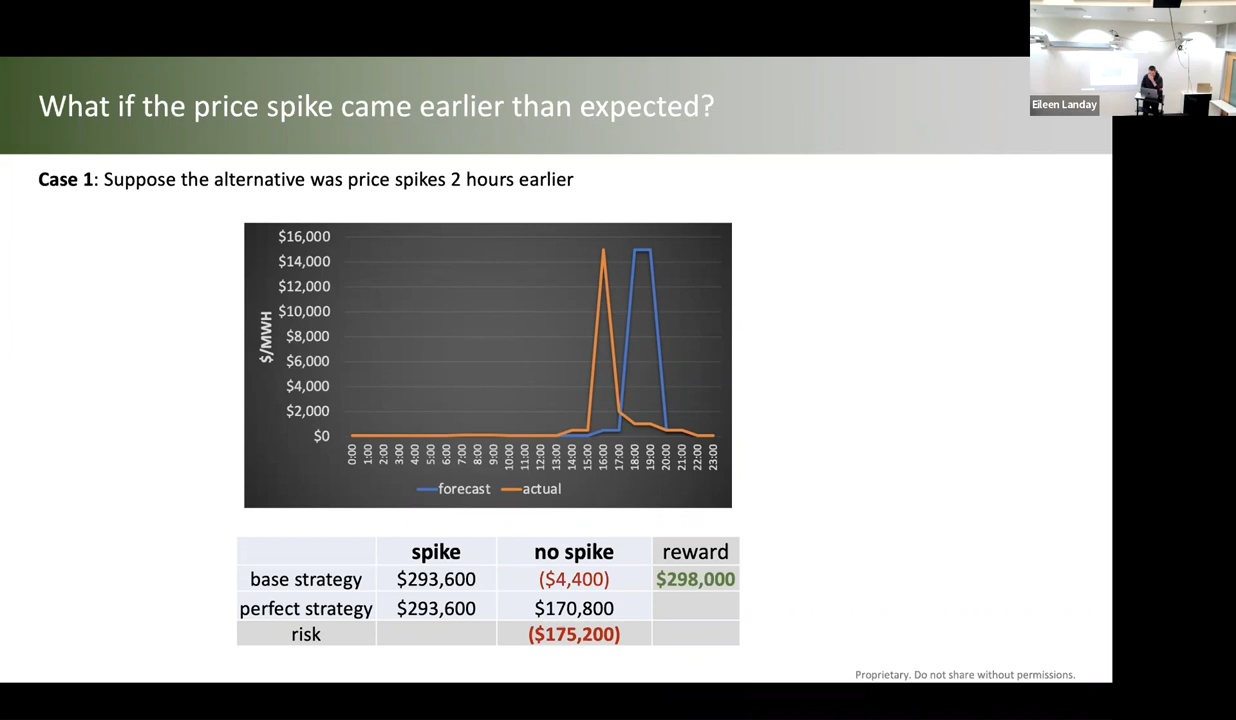 What if the price spike came earlier than expected?
Eileen Landay
Case 1: Suppose the alternative was price spikes 2 hours earlier
$16,000
$14,000
$12,000
$10,000
$8,000
$6,000
$4,000
$2,000
$0
$/MWH
0:00 1:00 2:00 3:00 4:00 5:00 6:00 7:00 8:00 9:00 10:00 11:00 12:00 13:00 14:00 15:00 16:00 17:00 18:00 19:00 20:00 21:00 22:00 23:00
forecast actual
spike no spike reward
base strategy $293,600 ($4,400) $298,000
perfect strategy $293,600 $170,800
risk ($175,200)
Proprietary. Do not share without permissions.